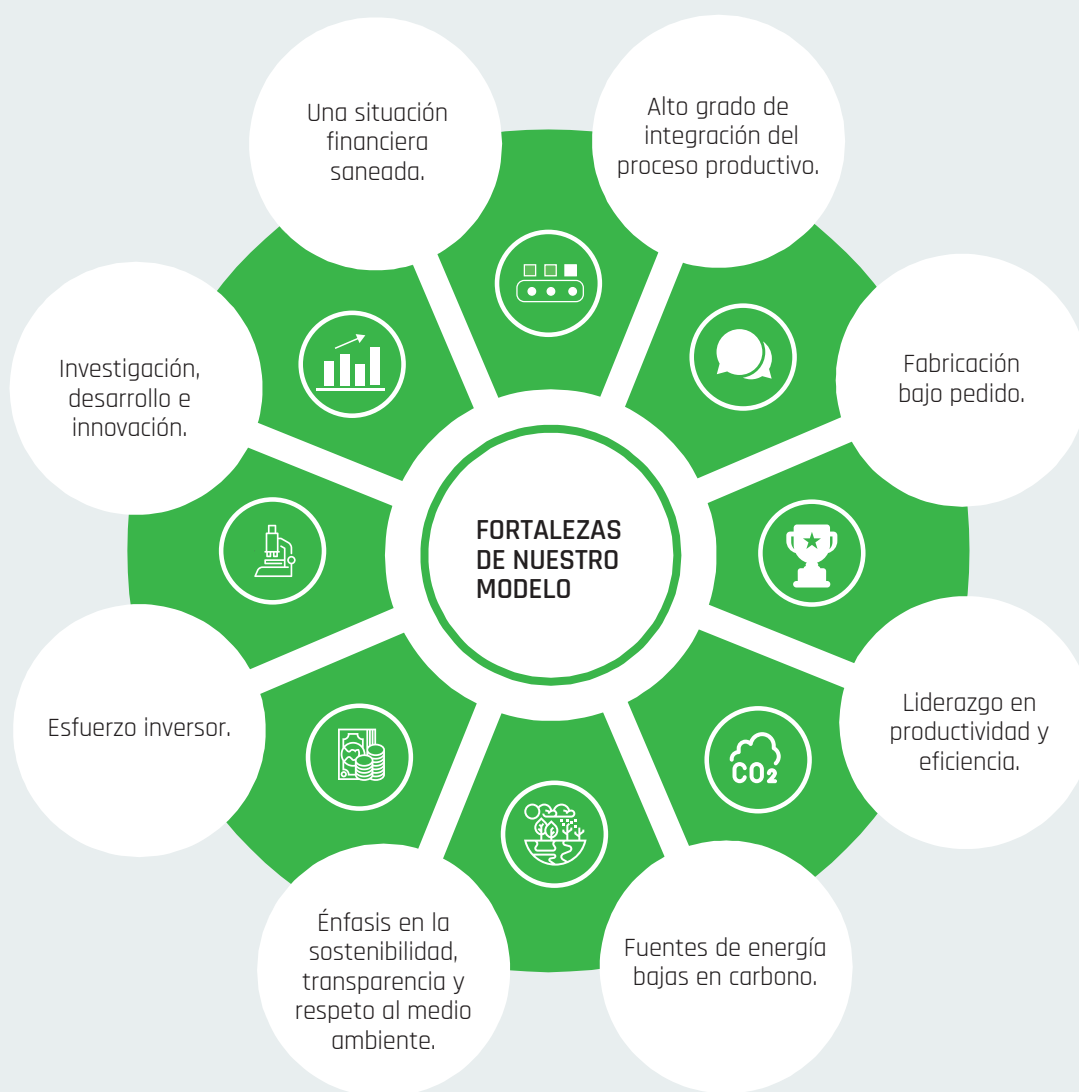 Una situación
financiera
saneada.
Alto grado de
integración del
proceso productivo.
Investigación,
desarrollo e
innovación.
Fabricación
bajo pedido.
FORTALEZAS
DE NUESTRO
MODELO
Esfuerzo inversor.
Liderazgo en
productividad y
eficiencia.
CO₂
Énfasis en la
sostenibilidad,
transparencia y
respeto al medio
ambiente.
Fuentes de energía
bajas en carbono.